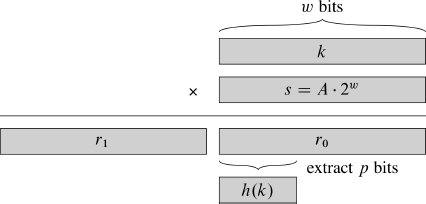 w bits
k
× s = A · 2^w
r₁ r₀
extract p bits
h(k)